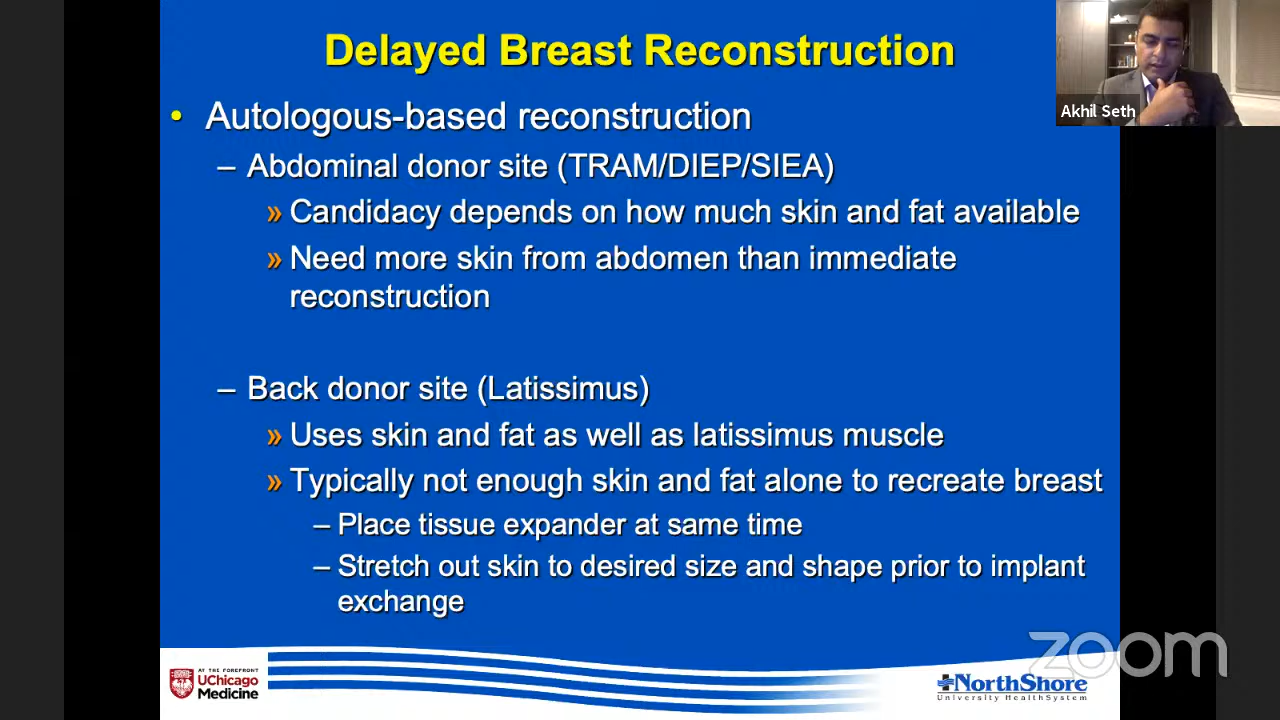 Delayed Breast Reconstruction
Akhil Seth
• Autologous-based reconstruction
– Abdominal donor site (TRAM/DIEP/SIEA)
» Candidacy depends on how much skin and fat available
» Need more skin from abdomen than immediate
reconstruction
– Back donor site (Latissimus)
» Uses skin and fat as well as latissimus muscle
» Typically not enough skin and fat alone to recreate breast
– Place tissue expander at same time
– Stretch out skin to desired size and shape prior to implant
exchange
zoom
AT THE FOREFRONT
UChicago
Medicine
NorthShore
University HealthSystem